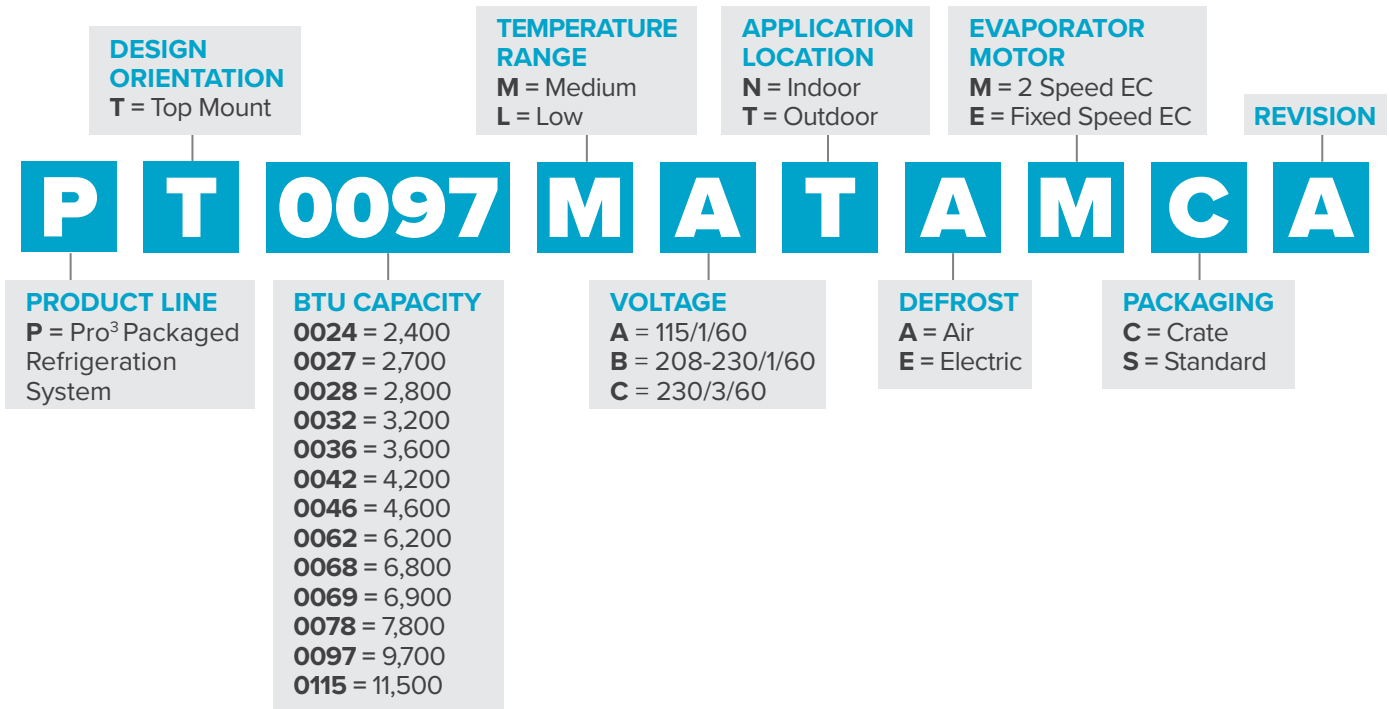 DESIGN
ORIENTATION
T = Top Mount
TEMPERATURE
RANGE
M = Medium
L = Low
APPLICATION
LOCATION
N = Indoor
T = Outdoor
EVAPORATOR
MOTOR
M = 2 Speed EC
E = Fixed Speed EC
REVISION
P T 0097 M A T A M C A
PRODUCT LINE
P = Pro³ Packaged
Refrigeration
System
BTU CAPACITY
0024 = 2,400
0027 = 2,700
0028 = 2,800
0032 = 3,200
0036 = 3,600
0042 = 4,200
0046 = 4,600
0062 = 6,200
0068 = 6,800
0069 = 6,900
0078 = 7,800
0097 = 9,700
0115 = 11,500
VOLTAGE
A = 115/1/60
B = 208-230/1/60
C = 230/3/60
DEFROST
A = Air
E = Electric
PACKAGING
C = Crate
S = Standard